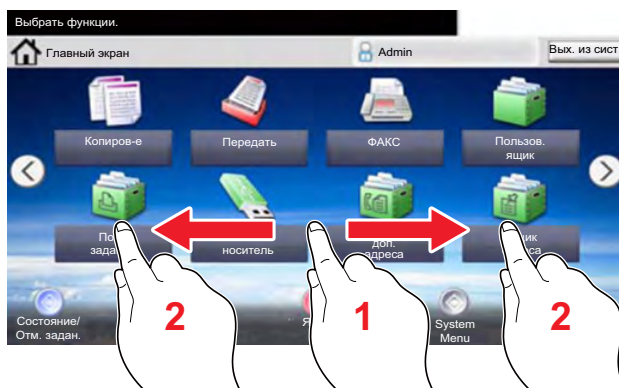 Выбрать функции.
Главный экран
Admin
Вых. из сист
Копиров-е
Передать
ФАКС
Пользов.
ящик
носитель
доп.
адреса
2
1
2
Состояние/
Отм. задан.
System
Menu